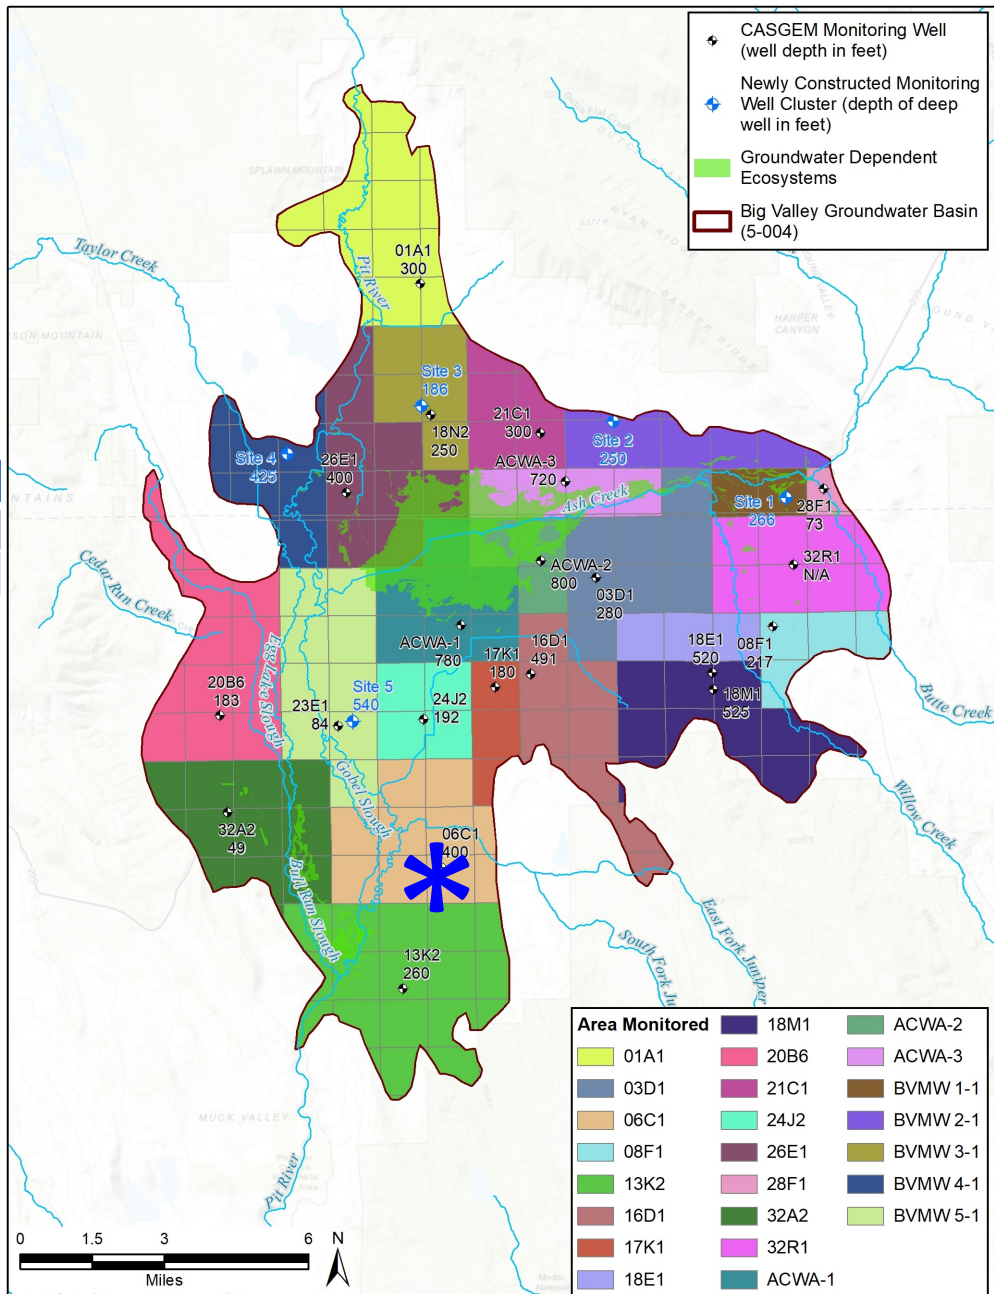 CASGEM Monitoring Well
(well depth in feet)
Newly Constructed Monitoring
Well Cluster (depth of deep
well in feet)
Groundwater Dependent
Ecosystems
Big Valley Groundwater Basin
(5-004)
SPLAWN MOUNTAIN
Taylor Creek
01A1
300
Pit River
HARPER
CANYON
Site 3
186
18N2
250
21C1
300
Site 2
250
Site 4
425
26E1
400
ACWA-3
720
Ash Creek
Site 1
266
28F1
73
32R1
N/A
Cedar Run Creek
ACWA-2
800
03D1
280
ACWA-1
780
17K1
180
16D1
491
18E1
520
08F1
217
18M1
525
Butte Creek
Egg Lake Slough
20B6
183
23E1
84
Site 5
540
24J2
192
Willow Creek
Gobel Slough
32A2
49
06C1
400
Bull Run Slough
East Fork Juniper
South Fork Ju
13K2
260
MUCK VALLEY
Pit River
0 1.5 3 6
Miles
N
Area Monitored
01A1
03D1
06C1
08F1
13K2
16D1
17K1
18E1
18M1
20B6
21C1
24J2
26E1
28F1
32A2
32R1
ACWA-1
ACWA-2
ACWA-3
BVMW 1-1
BVMW 2-1
BVMW 3-1
BVMW 4-1
BVMW 5-1